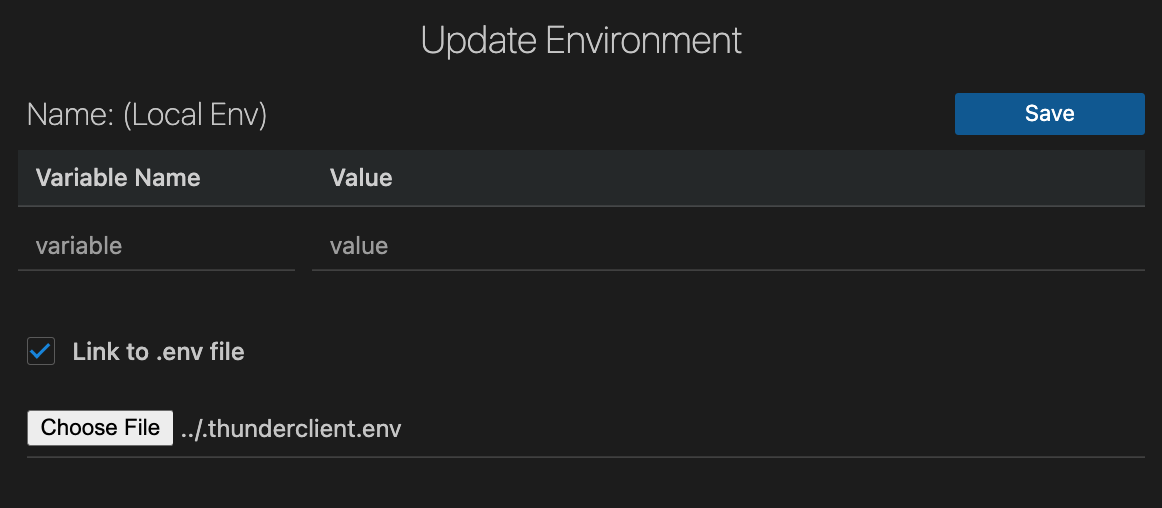 Update Environment
Name: (Local Env)
Save
Variable Name Value
variable value
Link to .env file
Choose File ../.thunderclient.env